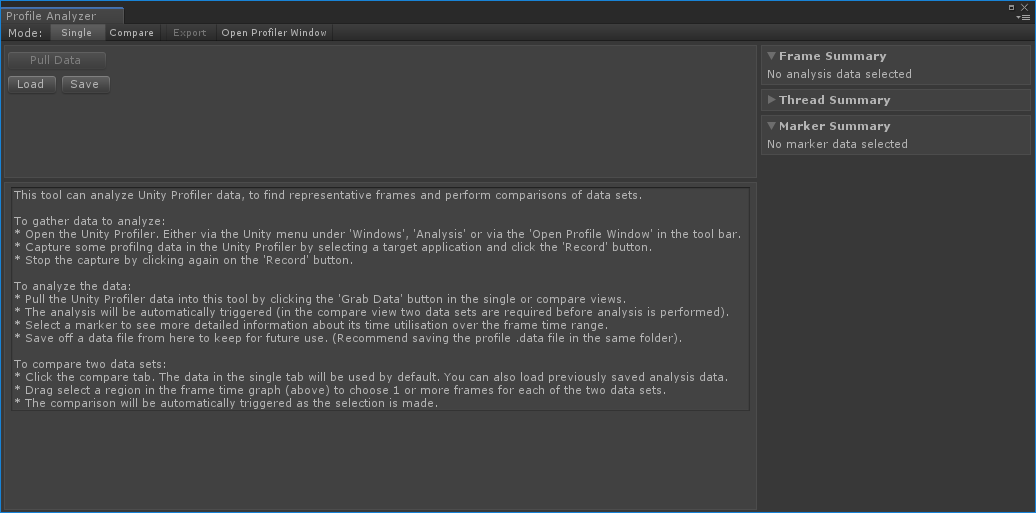 Profile Analyzer
Mode: Single Compare Export Open Profiler Window
Pull Data
Load Save
This tool can analyze Unity Profiler data, to find representative frames and perform comparisons of data sets.
To gather data to analyze:
* Open the Unity Profiler. Either via the Unity menu under 'Windows', 'Analysis' or via the 'Open Profile Window' in the tool bar.
* Capture some profilng data in the Unity Profiler by selecting a target application and click the 'Record' button.
* Stop the capture by clicking again on the 'Record' button.
To analyze the data:
* Pull the Unity Profiler data into this tool by clicking the 'Grab Data' button in the single or compare views.
* The analysis will be automatically triggered (in the compare view two data sets are required before analysis is performed).
* Select a marker to see more detailed information about its time utilisation over the frame time range.
* Save off a data file from here to keep for future use. (Recommend saving the profile .data file in the same folder).
To compare two data sets:
* Click the compare tab. The data in the single tab will be used by default. You can also load previously saved analysis data.
* Drag select a region in the frame time graph (above) to choose 1 or more frames for each of the two data sets.
* The comparison will be automatically triggered as the selection is made.
Frame Summary
No analysis data selected
Thread Summary
Marker Summary
No marker data selected